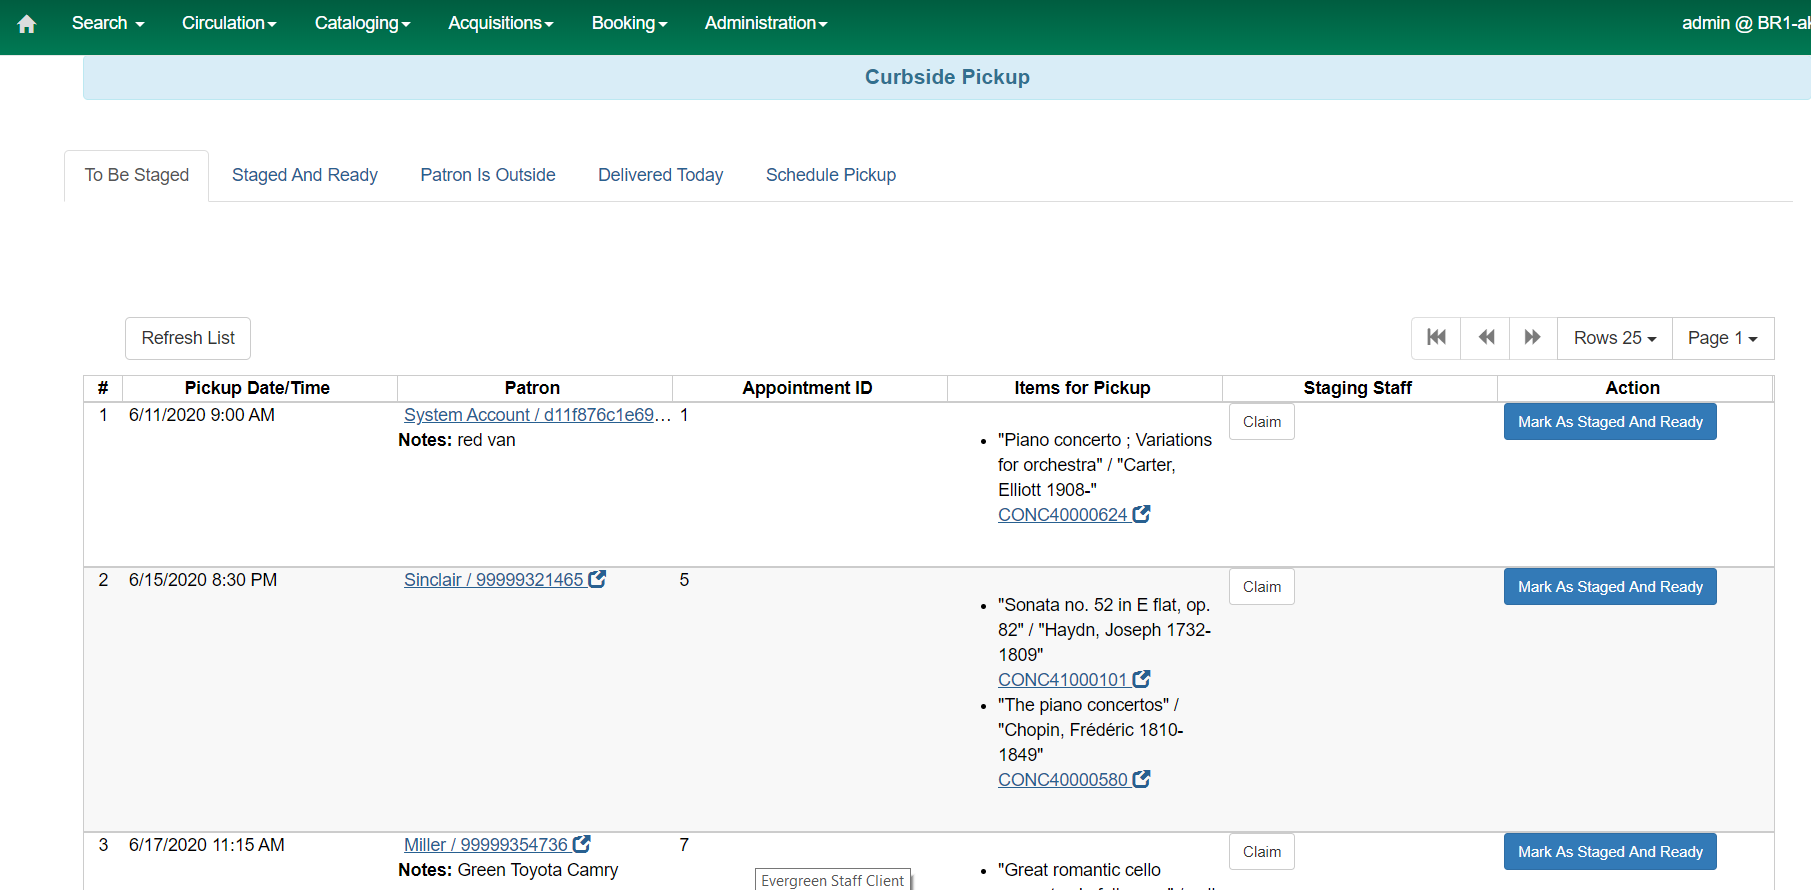 Search Circulation Cataloging Acquisitions Booking Administration admin @ BR1-
Curbside Pickup
To Be Staged Staged And Ready Patron Is Outside Delivered Today Schedule Pickup
Refresh List Rows 25 Page 1
# Pickup Date/Time Patron Appointment ID Items for Pickup Staging Staff Action
1 6/11/2020 9:00 AM System Account / d11f876c1e69... 1 Claim Mark As Staged And Ready
Notes: red van
• "Piano concerto ; Variations
for orchestra" / "Carter,
Elliott 1908-"
CONC40000624
2 6/15/2020 8:30 PM Sinclair / 99999321465 5 Claim Mark As Staged And Ready
• "Sonata no. 52 in E flat, op.
82" / "Haydn, Joseph 1732-
1809"
CONC41000101
• "The piano concertos" /
"Chopin, Frédéric 1810-
1849"
CONC40000580
3 6/17/2020 11:15 AM Miller / 99999354736 7 Claim Mark As Staged And Ready
Notes: Green Toyota Camry
• "Great romantic cello
Evergreen Staff Client